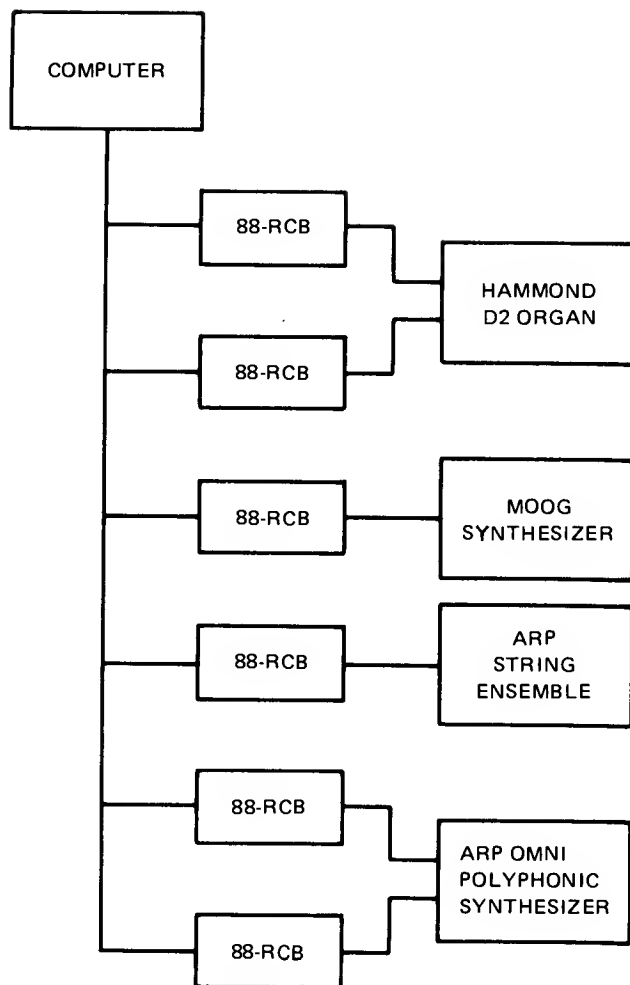 COMPUTER
88-RCB
HAMMOND
D2 ORGAN
88-RCB
88-RCB
MOOG
SYNTHESIZER
88-RCB
ARP
STRING
ENSEMBLE
88-RCB
ARP OMNI
POLYPHONIC
SYNTHESIZER
88-RCB